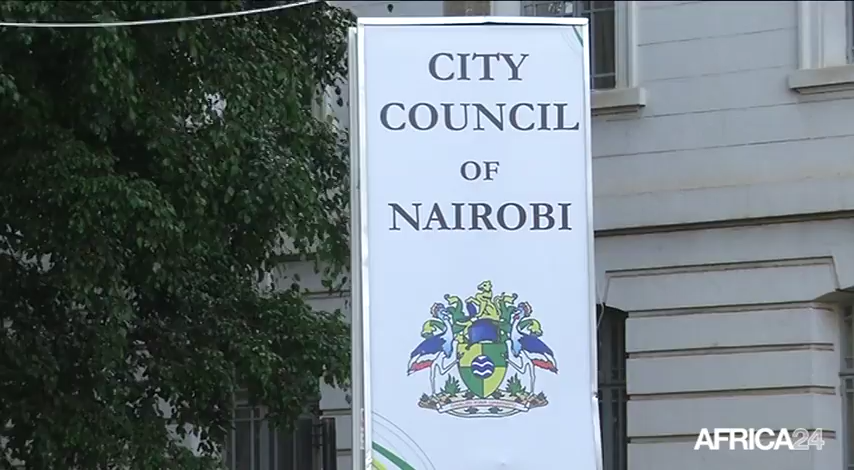 CITY
COUNCIL
OF
NAIROBI
AFRICA24